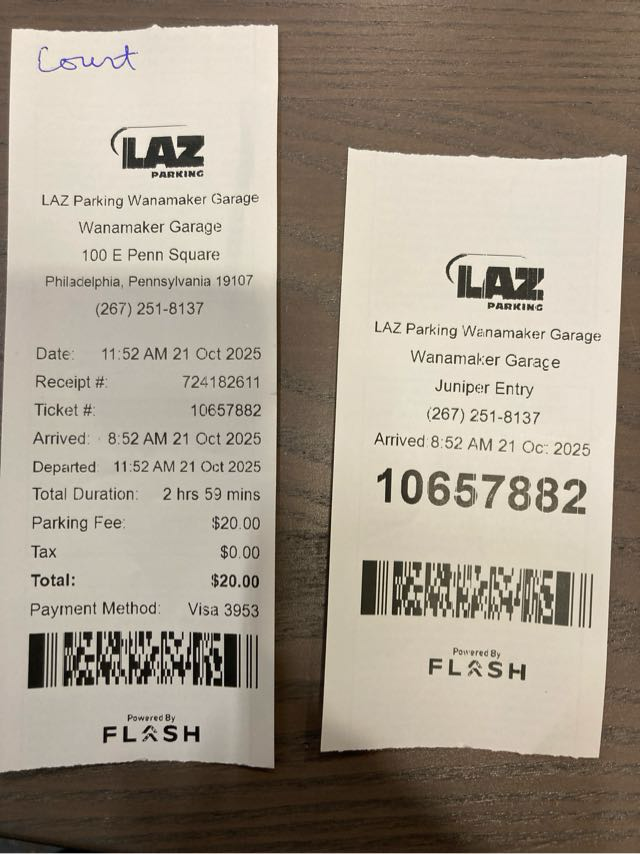 Court
LAZ
PARKING
LAZ Parking Wanamaker Garage
Wanamaker Garage
100 E Penn Square
Philadelphia, Pennsylvania 19107
(267) 251-8137
Date: 11:52 AM 21 Oct 2025
Receipt #: 724182611
Ticket #: 10657882
Arrived: 8:52 AM 21 Oct 2025
Departed: 11:52 AM 21 Oct 2025
Total Duration: 2 hrs 59 mins
Parking Fee: $20.00
Tax $0.00
Total: $20.00
Payment Method: Visa 3953
Powered By
FLASH
LAZ
PARKING
LAZ Parking Wanamaker Garage
Wanamaker Garage
Juniper Entry
(267) 251-8137
Arrived:8:52 AM 21 Oct 2025
10657882
Powered By
FLASH